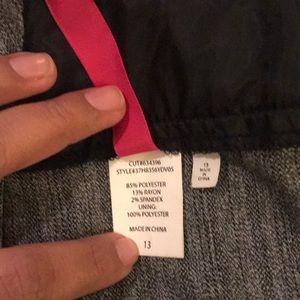 CUT#634396
STYLE#37H8356YDV05
85% POLYESTER
13% RAYON
2% SPANDEX
LINING:
100% POLYESTER
MADE IN CHINA
13
13
MADE
IN
CHINA